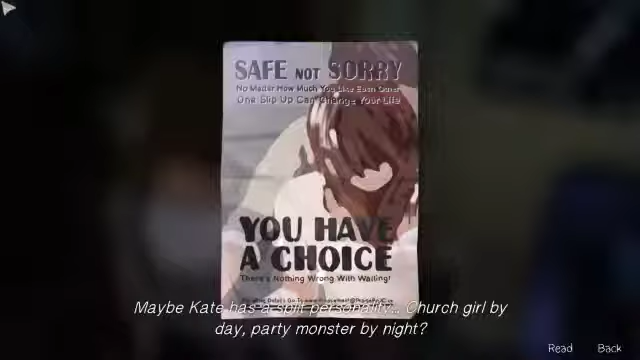 SAFE NOT SORRY
No Matter How Much You Like Each Other
One Slip Up Can Change Your Life
YOU HAVE
A CHOICE
There's Nothing Wrong With Waiting!
Maybe Kate has a split personality... Church girl by
day, party monster by night?
Read Back